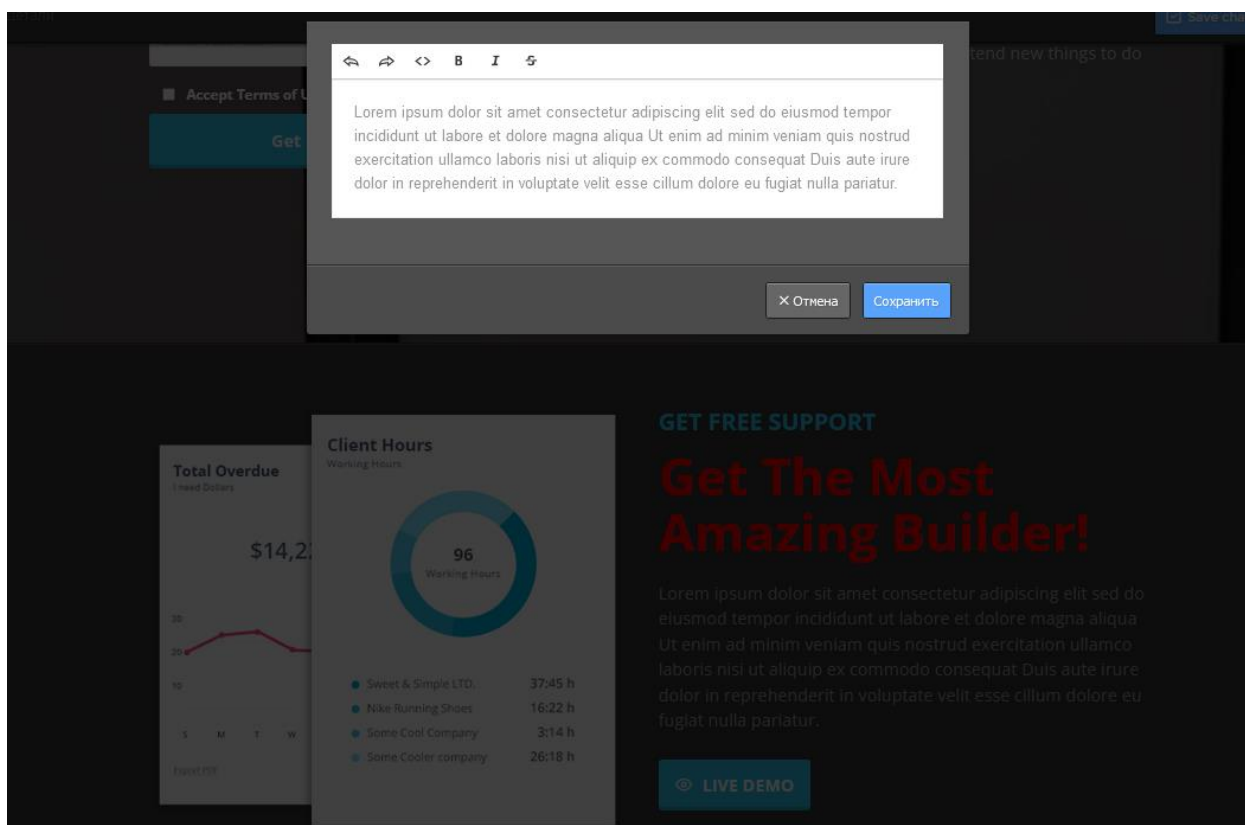 Save cha
tend new things to do
Accept Terms of U
Get
<> B I S
Lorem ipsum dolor sit amet consectetur adipiscing elit sed do eiusmod tempor
incididunt ut labore et dolore magna aliqua Ut enim ad minim veniam quis nostrud
exercitation ullamco laboris nisi ut aliquip ex commodo consequat Duis aute irure
dolor in reprehenderit in voluptate velit esse cillum dolore eu fugiat nulla pariatur.
Отмена
Сохранить
Total Overdue
I need Dollars
$14,2
30
20
10
S M T W
Export PDF
Client Hours
Working Hours
96
Working Hours
Sweet & Simple LTD. 37:45 h
Nike Running Shoes 16:22 h
Some Cool Company 3:14 h
Some Cooler company 26:18 h
GET FREE SUPPORT
Get The Most
Amazing Builder!
Lorem ipsum dolor sit amet consectetur adipiscing elit sed do
eiusmod tempor incididunt ut labore et dolore magna aliqua
Ut enim ad minim veniam quis nostrud exercitation ullamco
laboris nisi ut aliquip ex commodo consequat Duis aute irure
dolor in reprehenderit in voluptate velit esse cillum dolore eu
fugiat nulla pariatur.
LIVE DEMO